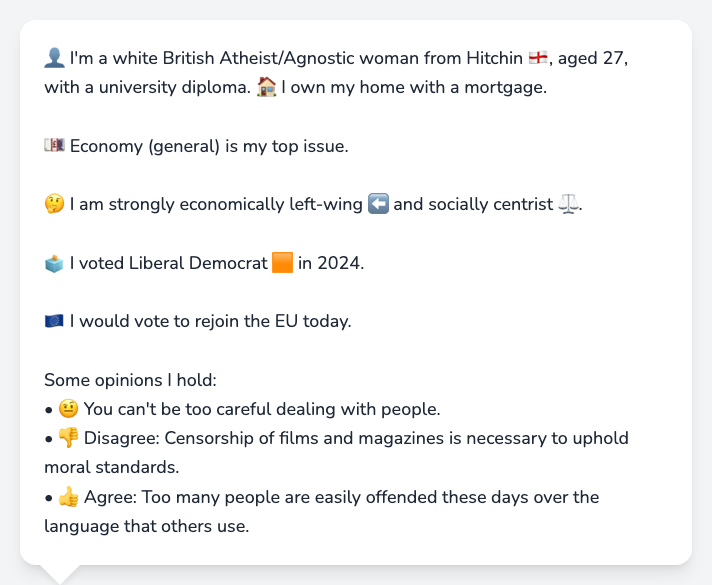 👤 I'm a white British Atheist/Agnostic woman from Hitchin 🏴󠁧󠁢󠁥󠁮󠁧󠁿, aged 27,
with a university diploma. 🏠 I own my home with a mortgage.
💷 Economy (general) is my top issue.
🤔 I am strongly economically left-wing ⬅️ and socially centrist ⚖️.
🗳️ I voted Liberal Democrat 🟧 in 2024.
🇪🇺 I would vote to rejoin the EU today.
Some opinions I hold:
• 🤨 You can't be too careful dealing with people.
• 👎 Disagree: Censorship of films and magazines is necessary to uphold
moral standards.
• 👍 Agree: Too many people are easily offended these days over the
language that others use.